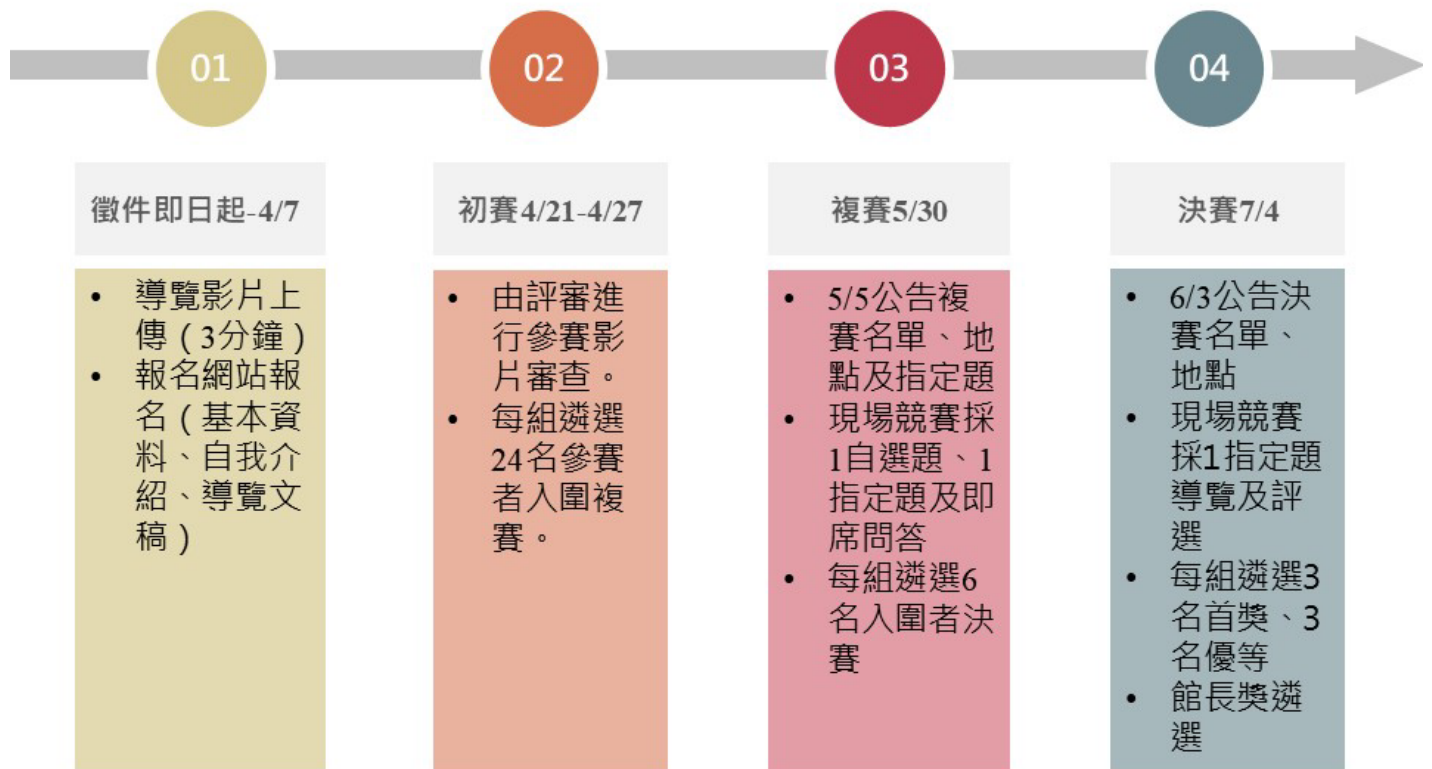 01
02
03
04
徵件即日起-4/7
初賽4/21-4/27
複賽5/30
決賽7/4
• 導覽影片上
傳（3分鐘）
• 報名網站報
名（基本資
料、自我介
紹、導覽文
稿）
• 由評審進
行參賽影
片審查。
• 每組遴選
24名參賽
者入圍複
賽。
• 5/5公告複
賽名單、地
點及指定題
• 現場競賽採
1自選題、1
指定題及即
席問答
• 每組遴選6
名入圍者決
賽
• 6/3公告決
賽名單、
地點
• 現場競賽
採1指定題
導覽及評
選
• 每組遴選3
名首獎、3
名優等
• 館長獎遴
選